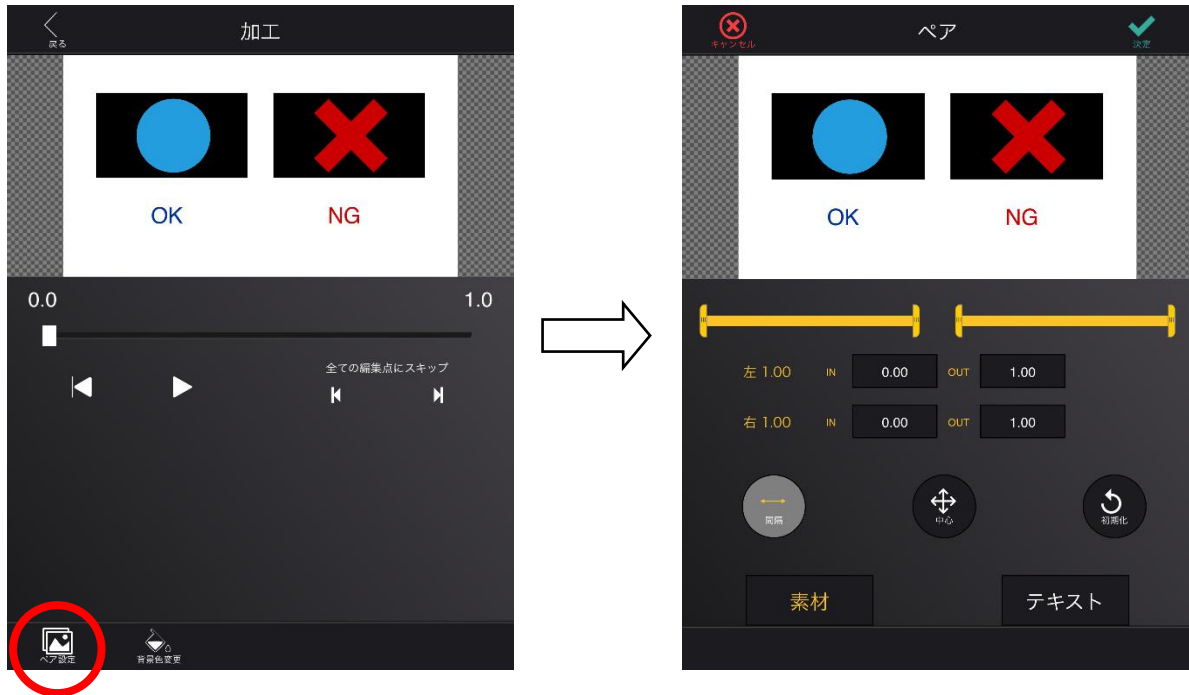 戻る
加工
OK
NG
0.0
1.0
全ての編集点にスキップ
ペア設定
背景色変更
キャンセル
ペア
決定
OK
NG
左 1.00 IN 0.00 OUT 1.00
右 1.00 IN 0.00 OUT 1.00
間隔
中心
初期化
素材
テキスト